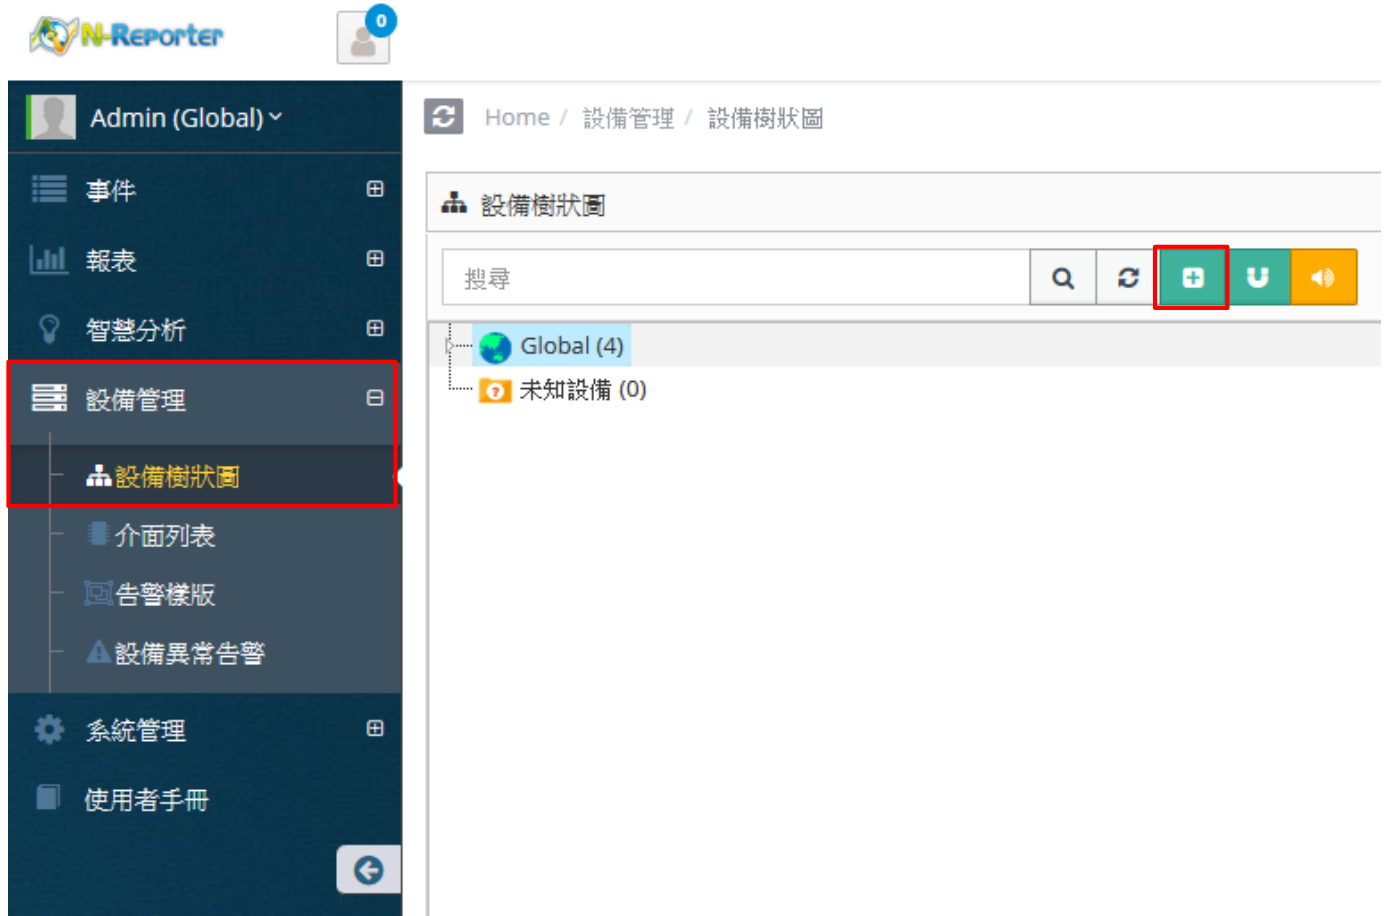 N-Reporter
0
Admin (Global)
Home / 設備管理 / 設備樹狀圖
事件
報表
智慧分析
設備管理
設備樹狀圖
介面列表
告警樣版
設備異常告警
系統管理
使用者手冊
設備樹狀圖
搜尋
Global (4)
未知設備 (0)